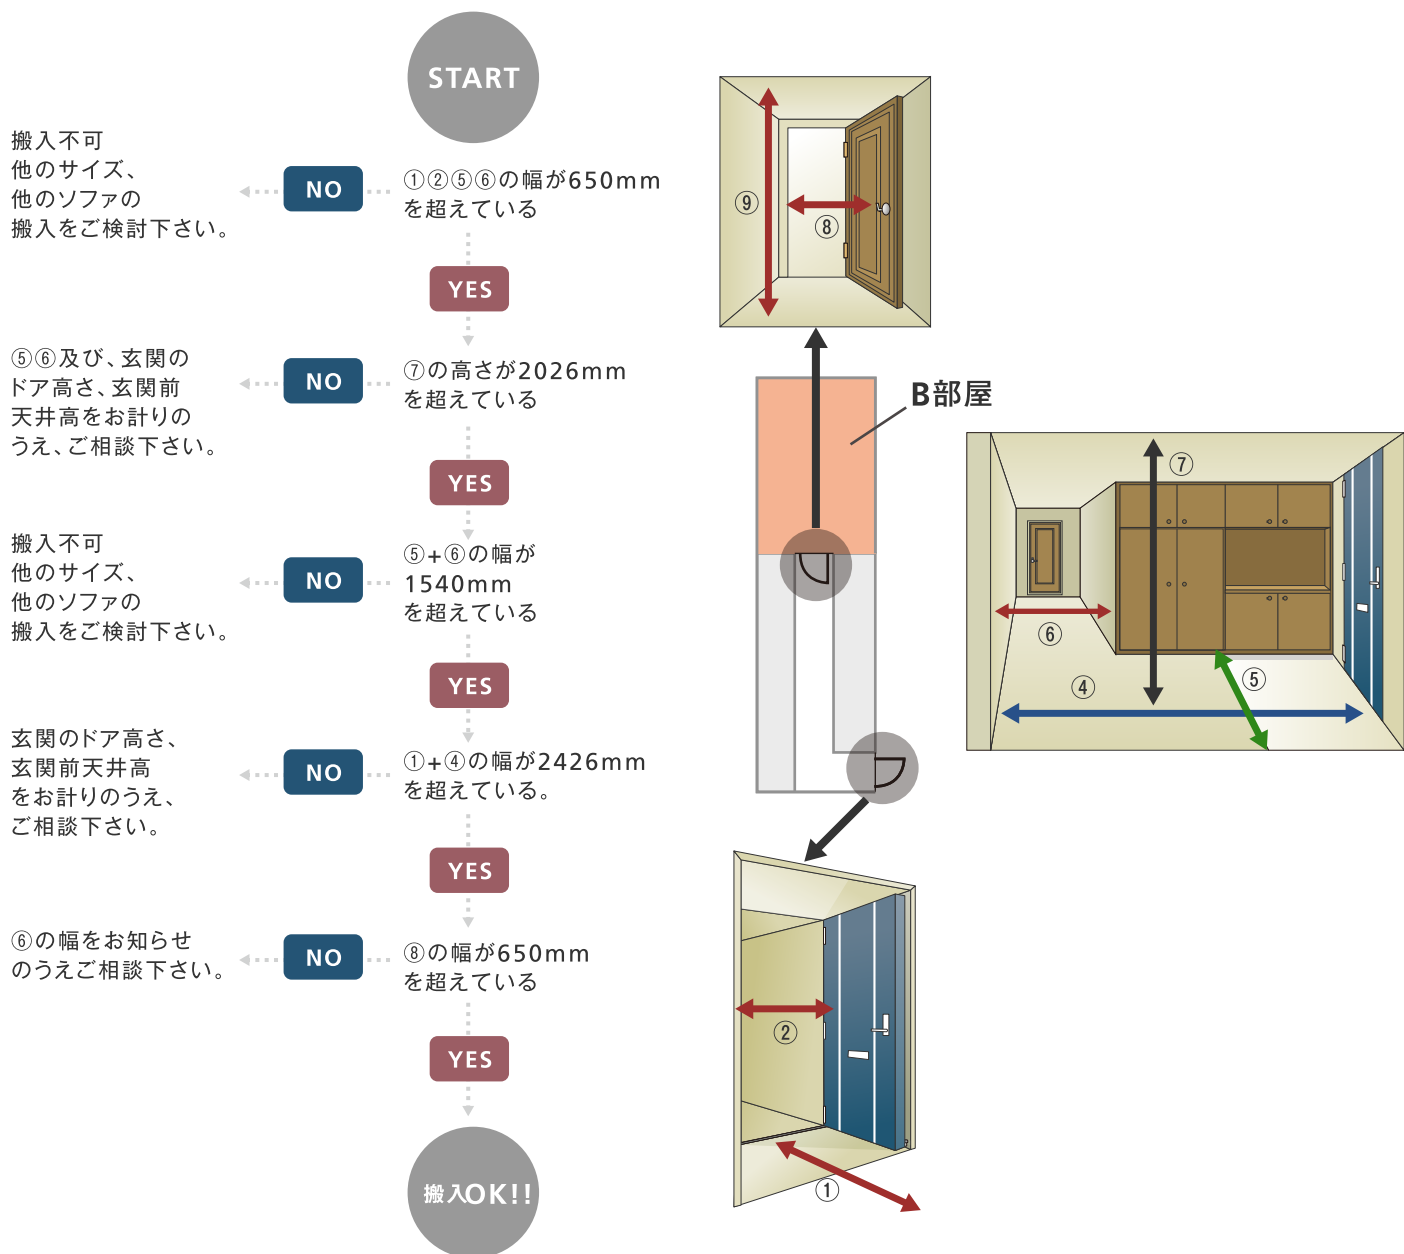 START
①②⑤⑥の幅が650mm
を超えている
NO
搬入不可
他のサイズ、
他のソファの
搬入をご検討下さい。
YES
⑦の高さが2026mm
を超えている
NO
⑤⑥及び、玄関の
ドア高さ、玄関前
天井高をお計りの
うえ、ご相談下さい。
YES
⑤+⑥の幅が
1540mm
を超えている
NO
搬入不可
他のサイズ、
他のソファの
搬入をご検討下さい。
YES
①+④の幅が2426mm
を超えている。
NO
玄関のドア高さ、
玄関前天井高
をお計りのうえ、
ご相談下さい。
YES
⑧の幅が650mm
を超えている
NO
⑥の幅をお知らせ
のうえご相談下さい。
YES
搬入OK!!
⑨
⑧
B部屋
⑦
⑥
⑤
④
②
①